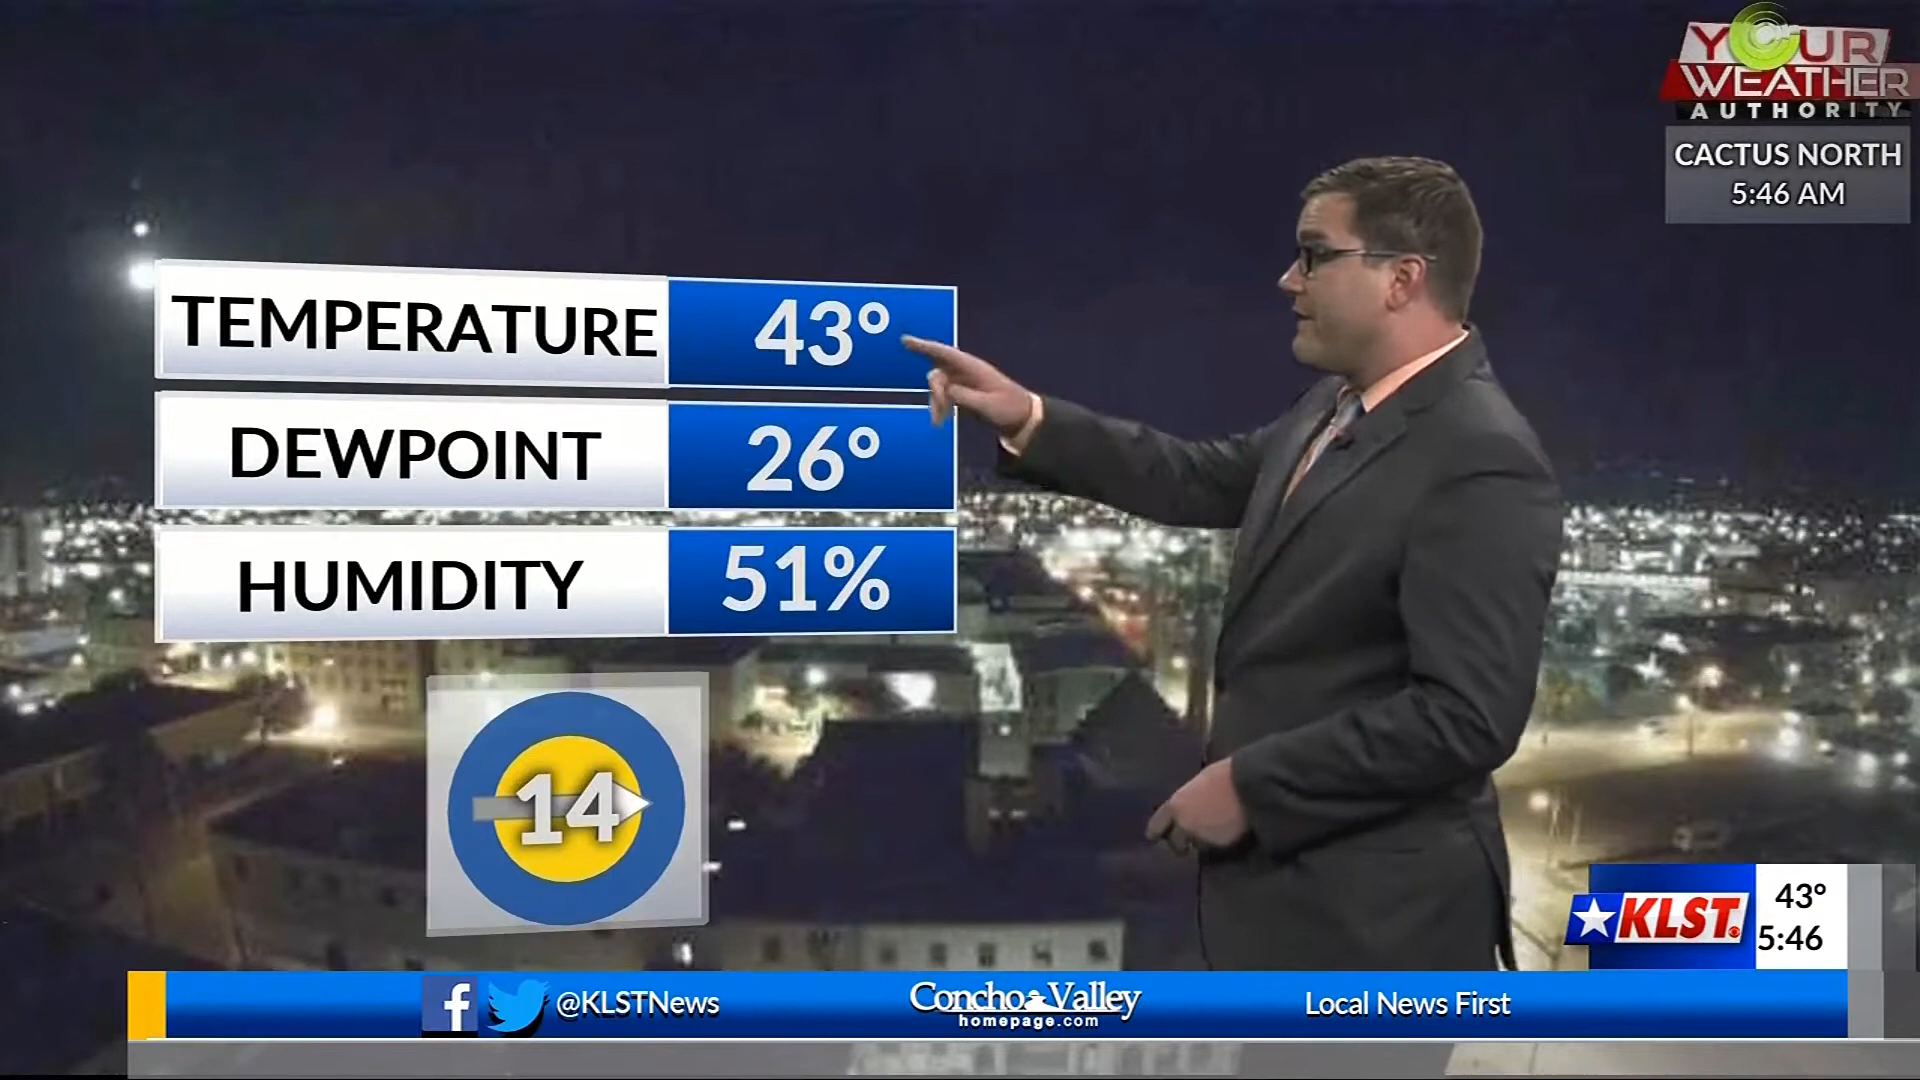 YOUR
WEATHER
AUTHORITY
CACTUS NORTH
5:46 AM
TEMPERATURE 43°
DEWPOINT 26°
HUMIDITY 51%
14
KLST
43°
5:46
f @KLSTNews
Concho Valley
homepage.com
Local News First